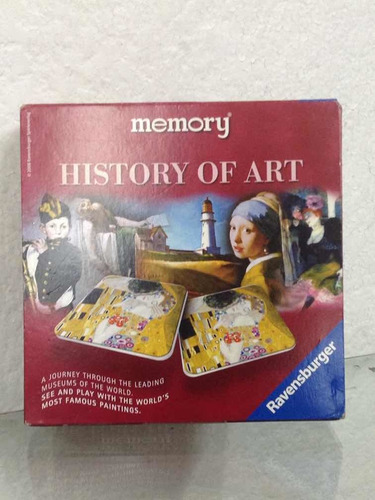 memory®
HISTORY OF ART
A JOURNEY THROUGH THE LEADING
MUSEUMS OF THE WORLD.
SEE AND PLAY WITH THE WORLD'S
MOST FAMOUS PAINTINGS.
Ravensburger